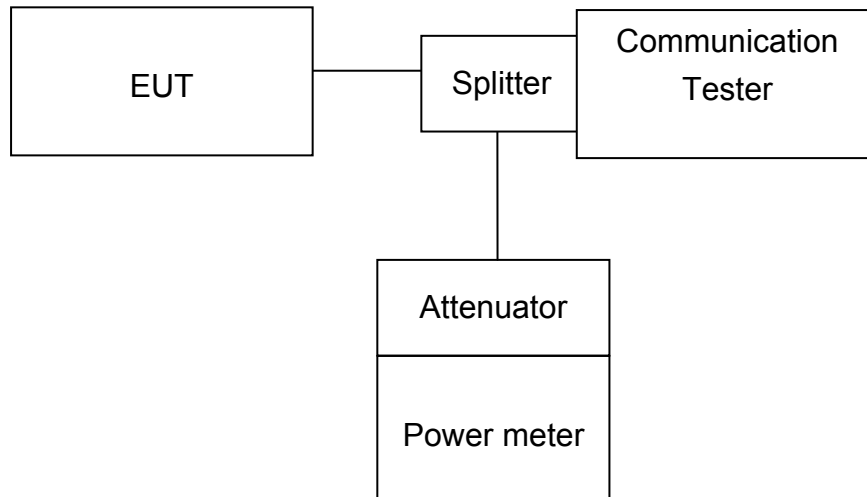 EUT
Splitter
Communication
Tester
Attenuator
Power meter